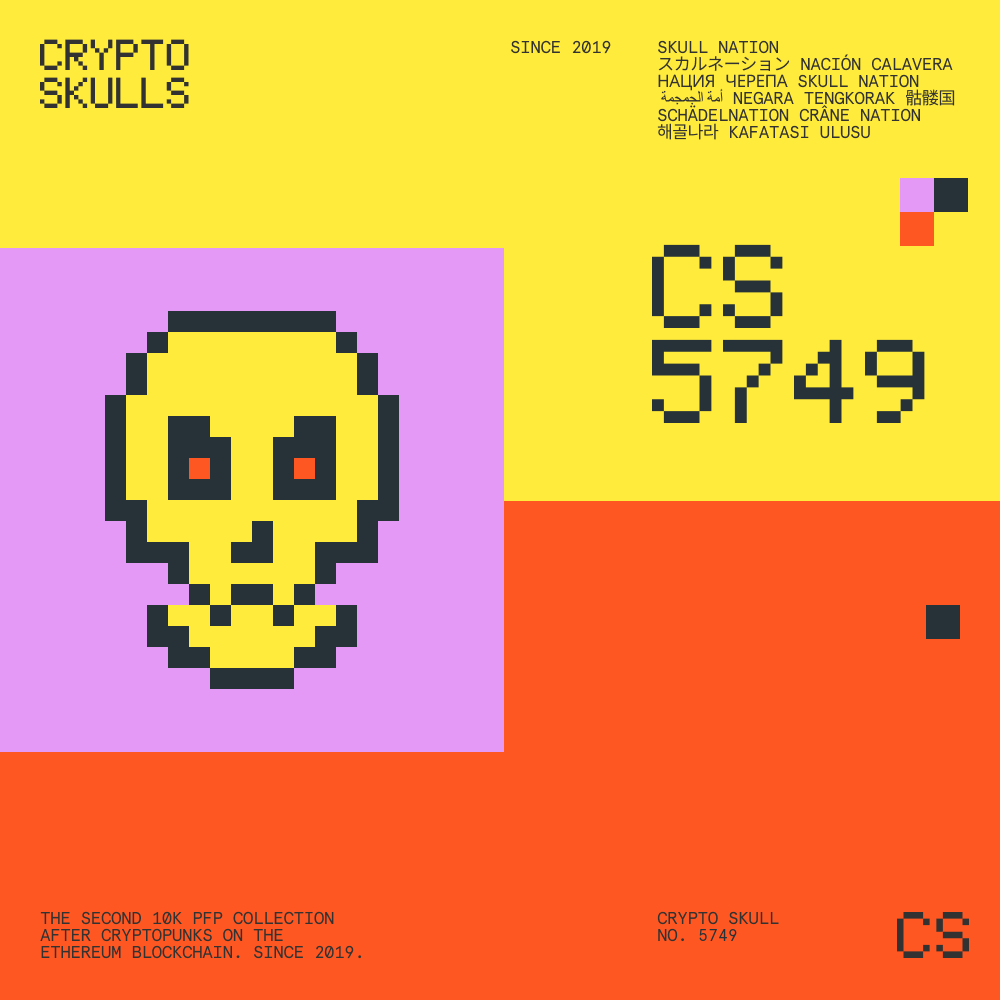 CRYPTO
SKULLS
SINCE 2019
SKULL NATION
スカルネーション NACIÓN CALAVERA
НАЦИЯ ЧЕРЕПА SKULL NATION
أمة الجمجمة NEGARA TENGKORAK 骷髅国
SCHÄDELNATION CRÂNE NATION
해골나라 KAFATASI ULUSU
CS
5749
THE SECOND 10K PFP COLLECTION
AFTER CRYPTOPUNKS ON THE
ETHEREUM BLOCKCHAIN. SINCE 2019.
CRYPTO SKULL
NO. 5749
CS